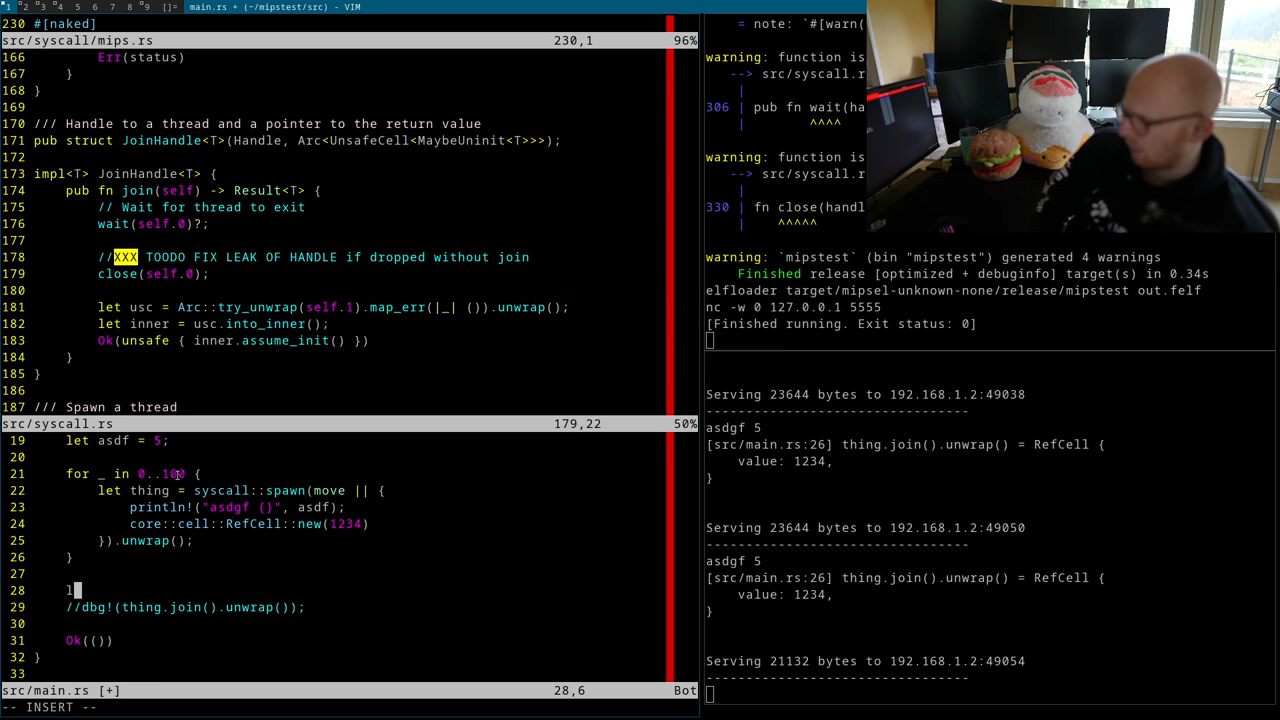 1 2 3 4 5 6 7 8 9 []= main.rs + (~/mipstest/src) - VIM
230 #[naked]
src/syscall/mips.rs 230,1 96%
166 Err(status)
167 }
168 }
169
170 /// Handle to a thread and a pointer to the return value
171 pub struct JoinHandle<T>(Handle, Arc<UnsafeCell<MaybeUninit<T>>>);
172
173 impl<T> JoinHandle<T> {
174 pub fn join(self) -> Result<T> {
175 // Wait for thread to exit
176 wait(self.0)?;
177
178 //XXX TOODO FIX LEAK OF HANDLE if dropped without join
179 close(self.0);
180
181 let usc = Arc::try_unwrap(self.1).map_err(|_| ()).unwrap();
182 let inner = usc.into_inner();
183 Ok(unsafe { inner.assume_init() })
184 }
185 }
186
187 /// Spawn a thread
src/syscall.rs 179,22 50%
19 let asdf = 5;
20
21 for _ in 0..100 {
22 let thing = syscall::spawn(move || {
23 println!("asdgf {}", asdf);
24 core::cell::RefCell::new(1234)
25 }).unwrap();
26 }
27
28 l
29 //dbg!(thing.join().unwrap());
30
31 Ok(())
32 }
33
src/main.rs [+] 28,6 Bot
-- INSERT --
= note: `#[warn(
warning: function is
--> src/syscall.r
|
306 | pub fn wait(ha
| ^^^^
warning: function is
--> src/syscall.r
|
330 | fn close(handl
| ^^^^^
warning: `mipstest` (bin "mipstest") generated 4 warnings
Finished release [optimized + debuginfo] target(s) in 0.34s
elfloader target/mipsel-unknown-none/release/mipstest out.felf
nc -w 0 127.0.0.1 5555
[Finished running. Exit status: 0]
Serving 23644 bytes to 192.168.1.2:49038
---------------------------------
asdgf 5
[src/main.rs:26] thing.join().unwrap() = RefCell {
value: 1234,
}
Serving 23644 bytes to 192.168.1.2:49050
---------------------------------
asdgf 5
[src/main.rs:26] thing.join().unwrap() = RefCell {
value: 1234,
}
Serving 21132 bytes to 192.168.1.2:49054
---------------------------------